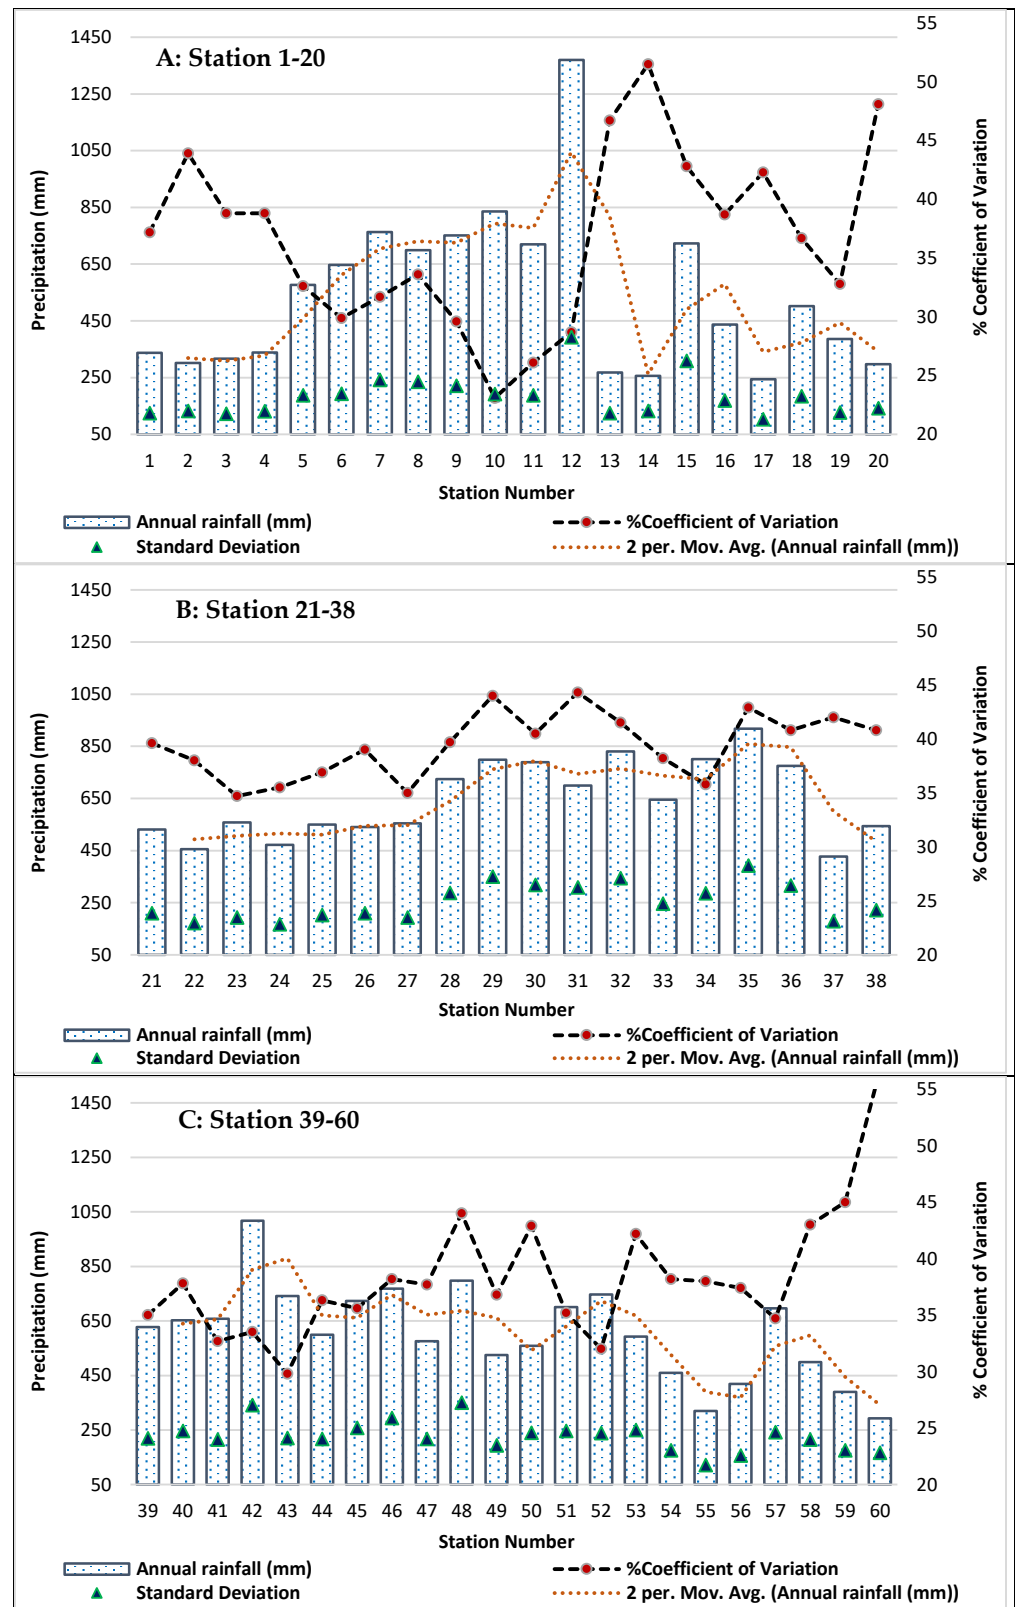 A: Station 1-20
Precipitation (mm)
1450
1250
1050
850
650
450
250
50
55
50
45
40
35
30
25
20
% Coefficient of Variation
1 2 3 4 5 6 7 8 9 10 11 12 13 14 15 16 17 18 19 20
Station Number
Annual rainfall (mm) %Coefficient of Variation
Standard Deviation 2 per. Mov. Avg. (Annual rainfall (mm))
B: Station 21-38
Precipitation (mm)
1450
1250
1050
850
650
450
250
50
55
50
45
40
35
30
25
20
% Coefficient of Variation
21 22 23 24 25 26 27 28 29 30 31 32 33 34 35 36 37 38
Station Number
Annual rainfall (mm) %Coefficient of Variation
Standard Deviation 2 per. Mov. Avg. (Annual rainfall (mm))
C: Station 39-60
Precipitation (mm)
1450
1250
1050
850
650
450
250
50
55
50
45
40
35
30
25
20
% Coefficient of Variation
39 40 41 42 43 44 45 46 47 48 49 50 51 52 53 54 55 56 57 58 59 60
Station Number
Annual rainfall (mm) %Coefficient of Variation
Standard Deviation 2 per. Mov. Avg. (Annual rainfall (mm))